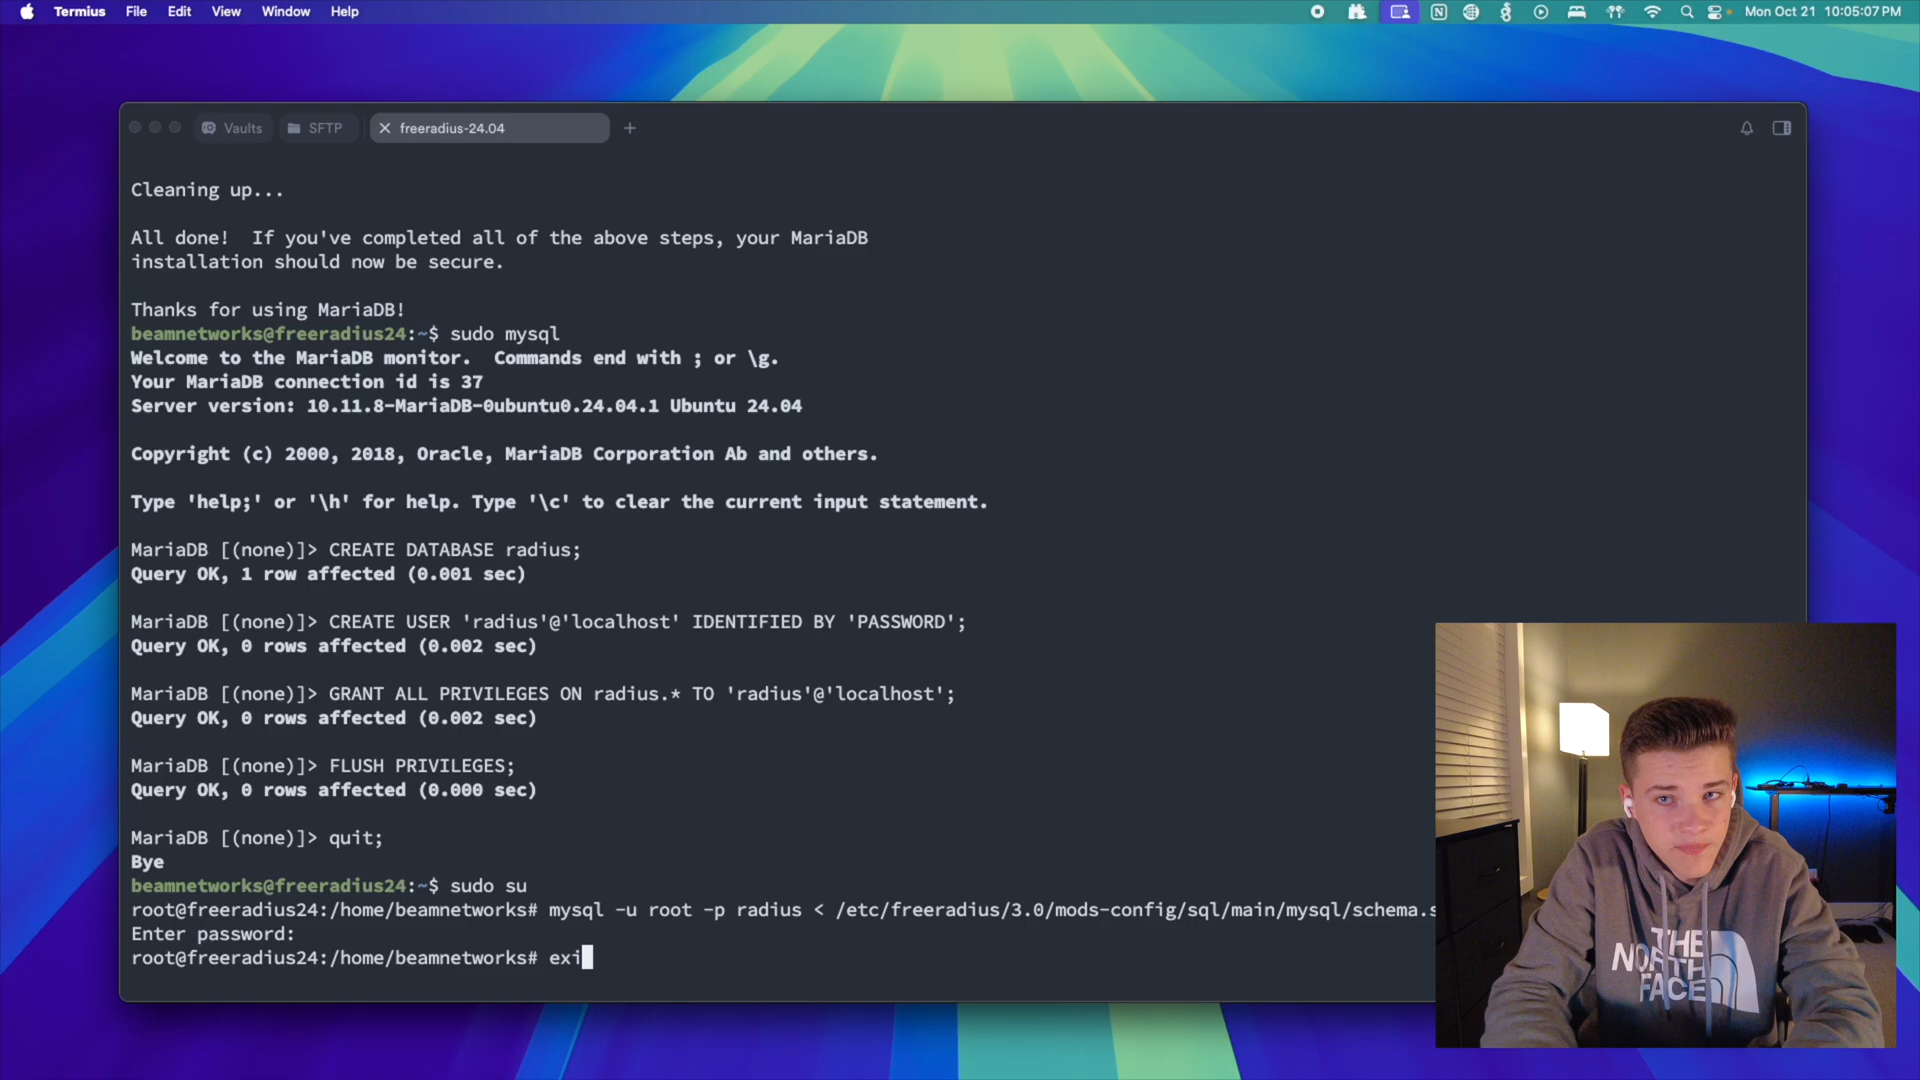 Termius File Edit View Window Help
Mon Oct 21 10:05:07 PM
Vaults SFTP freeradius-24.04
Cleaning up...
All done!  If you've completed all of the above steps, your MariaDB
installation should now be secure.
Thanks for using MariaDB!
beamnetworks@freeradius24:~$ sudo mysql
Welcome to the MariaDB monitor.  Commands end with ; or \g.
Your MariaDB connection id is 37
Server version: 10.11.8-MariaDB-0ubuntu0.24.04.1 Ubuntu 24.04
Copyright (c) 2000, 2018, Oracle, MariaDB Corporation Ab and others.
Type 'help;' or '\h' for help. Type '\c' to clear the current input statement.
MariaDB [(none)]> CREATE DATABASE radius;
Query OK, 1 row affected (0.001 sec)
MariaDB [(none)]> CREATE USER 'radius'@'localhost' IDENTIFIED BY 'PASSWORD';
Query OK, 0 rows affected (0.002 sec)
MariaDB [(none)]> GRANT ALL PRIVILEGES ON radius.* TO 'radius'@'localhost';
Query OK, 0 rows affected (0.002 sec)
MariaDB [(none)]> FLUSH PRIVILEGES;
Query OK, 0 rows affected (0.000 sec)
MariaDB [(none)]> quit;
Bye
beamnetworks@freeradius24:~$ sudo su
root@freeradius24:/home/beamnetworks# mysql -u root -p radius < /etc/freeradius/3.0/mods-config/sql/main/mysql/schema.s
Enter password:
root@freeradius24:/home/beamnetworks# exi
THE
NORTH
FACE